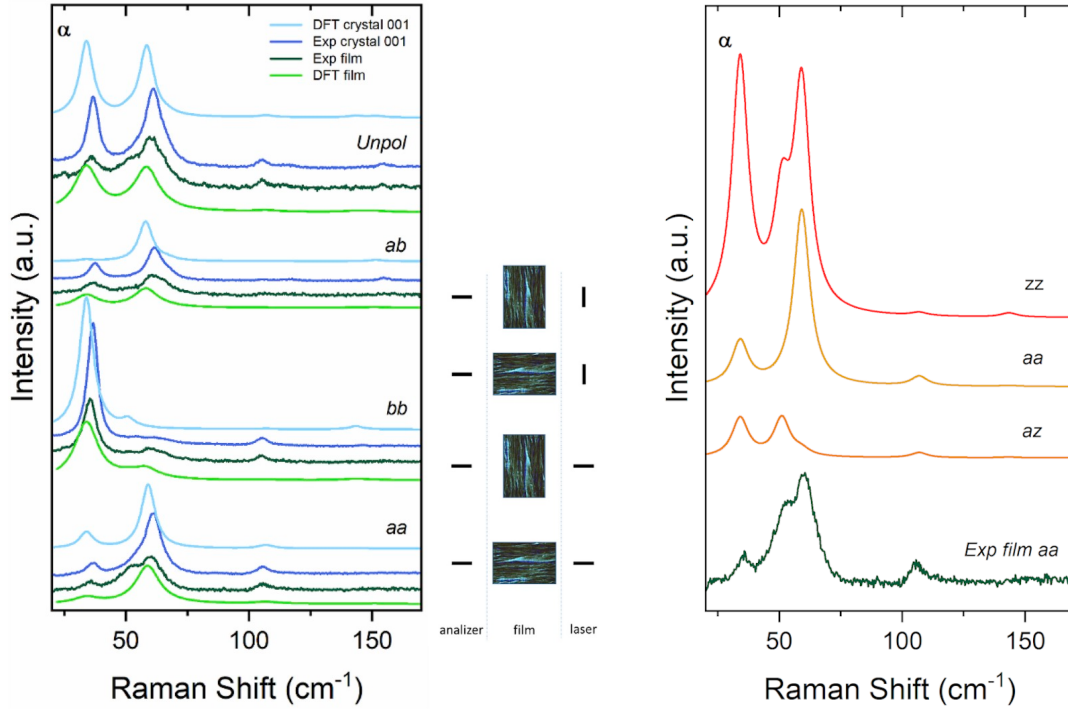 α
DFT crystal 001
Exp crystal 001
Exp film
DFT film
Unpol
ab
bb
aa
Intensity (a.u.)
50
100
150
Raman Shift (cm-1)
analizer
film
laser
α
zz
aa
az
Exp film aa
Intensity (a.u.)
50
100
150
Raman Shift (cm-1)